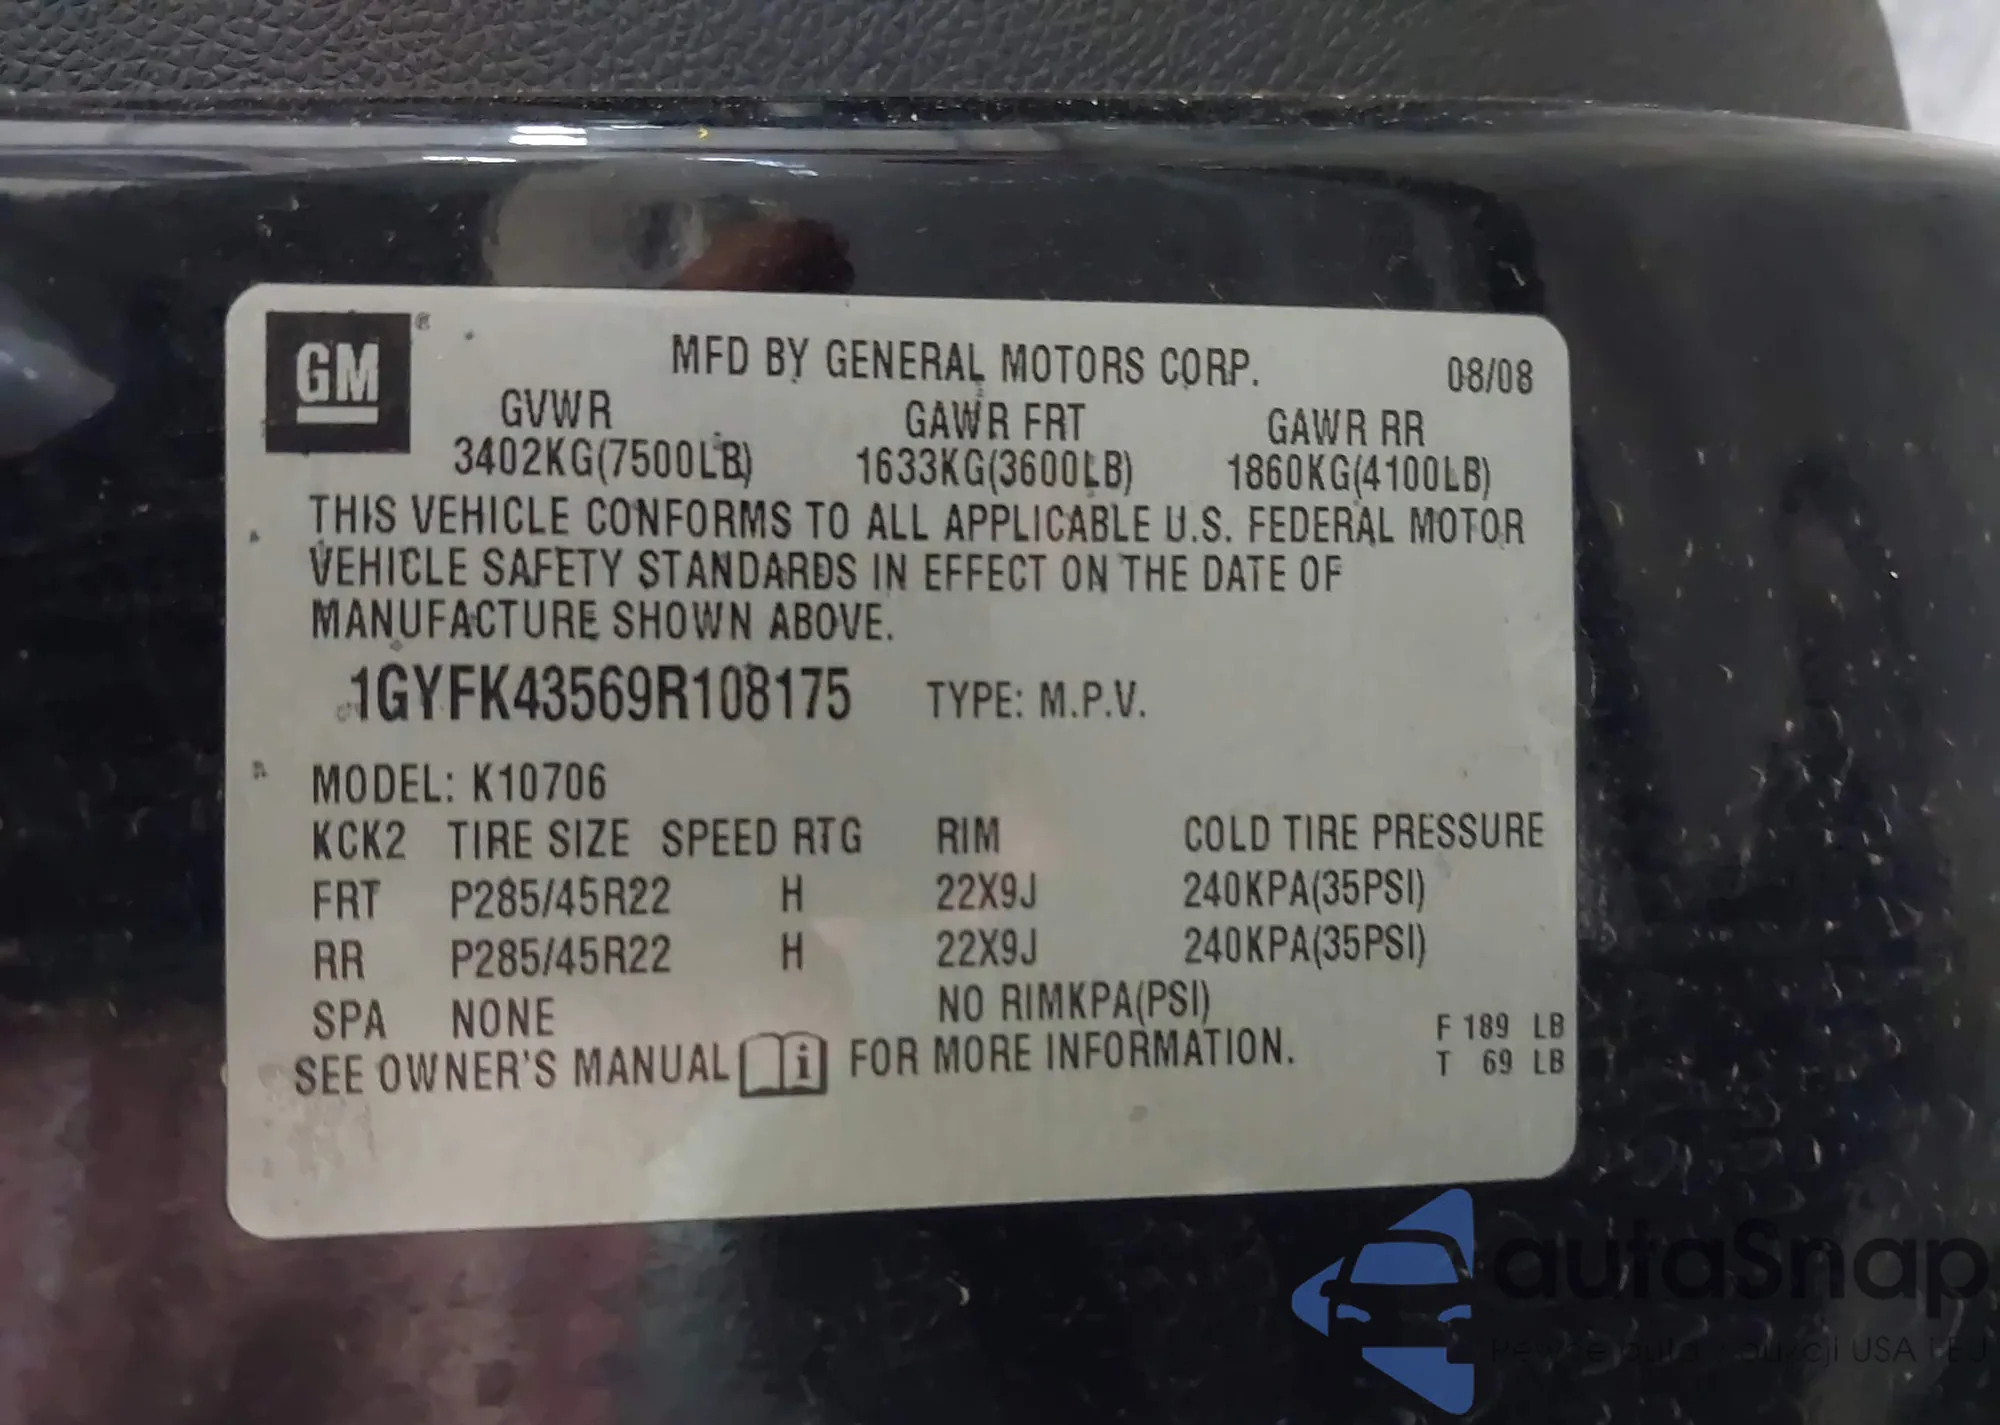 GM ®
MFD BY GENERAL MOTORS CORP. 08/08
GVWR GAWR FRT GAWR RR
3402KG(7500LB) 1633KG(3600LB) 1860KG(4100LB)
THIS VEHICLE CONFORMS TO ALL APPLICABLE U.S. FEDERAL MOTOR
VEHICLE SAFETY STANDARDS IN EFFECT ON THE DATE OF
MANUFACTURE SHOWN ABOVE.
1GYFK43569R108175 TYPE: M.P.V.
MODEL: K10706
KCK2 TIRE SIZE SPEED RTG RIM COLD TIRE PRESSURE
FRT P285/45R22 H 22X9J 240KPA(35PSI)
RR P285/45R22 H 22X9J 240KPA(35PSI)
SPA NONE NO RIMKPA(PSI)
SEE OWNER'S MANUAL i FOR MORE INFORMATION.
F 189 LB
T 69 LB
autaSnap
auta USA i